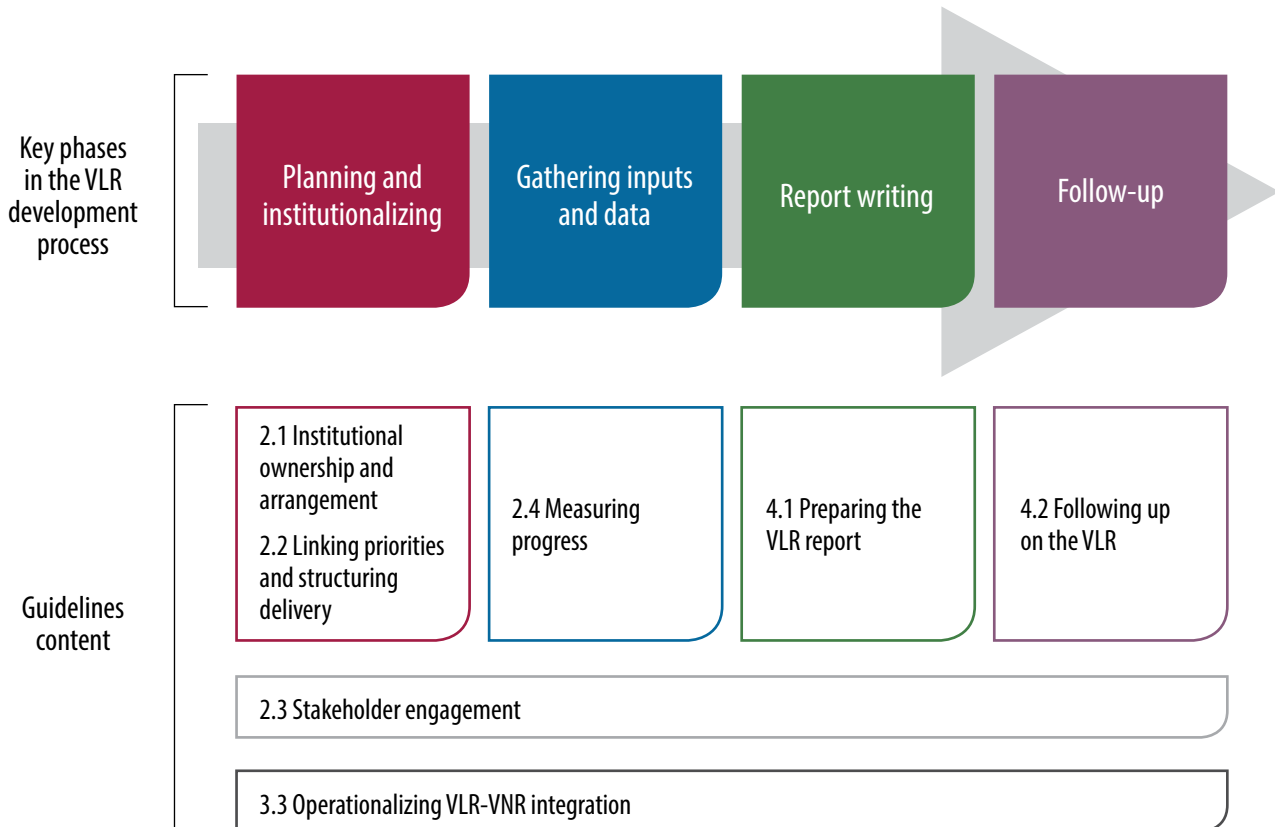 Key phases
in the VLR
development
process
Planning and
institutionalizing
Gathering inputs
and data
Report writing
Follow-up
Guidelines
content
2.1 Institutional
ownership and
arrangement
2.2 Linking priorities
and structuring
delivery
2.4 Measuring
progress
4.1 Preparing the
VLR report
4.2 Following up
on the VLR
2.3 Stakeholder engagement
3.3 Operationalizing VLR-VNR integration